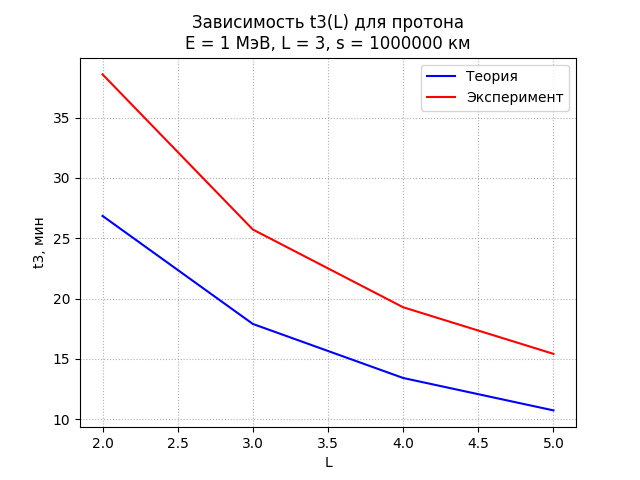 Зависимость t3(L) для протона
E = 1 МэВ, L = 3, s = 1000000 км
Теория
Эксперимент
35
30
25
20
15
10
t3, мин
2.0 2.5 3.0 3.5 4.0 4.5 5.0
L